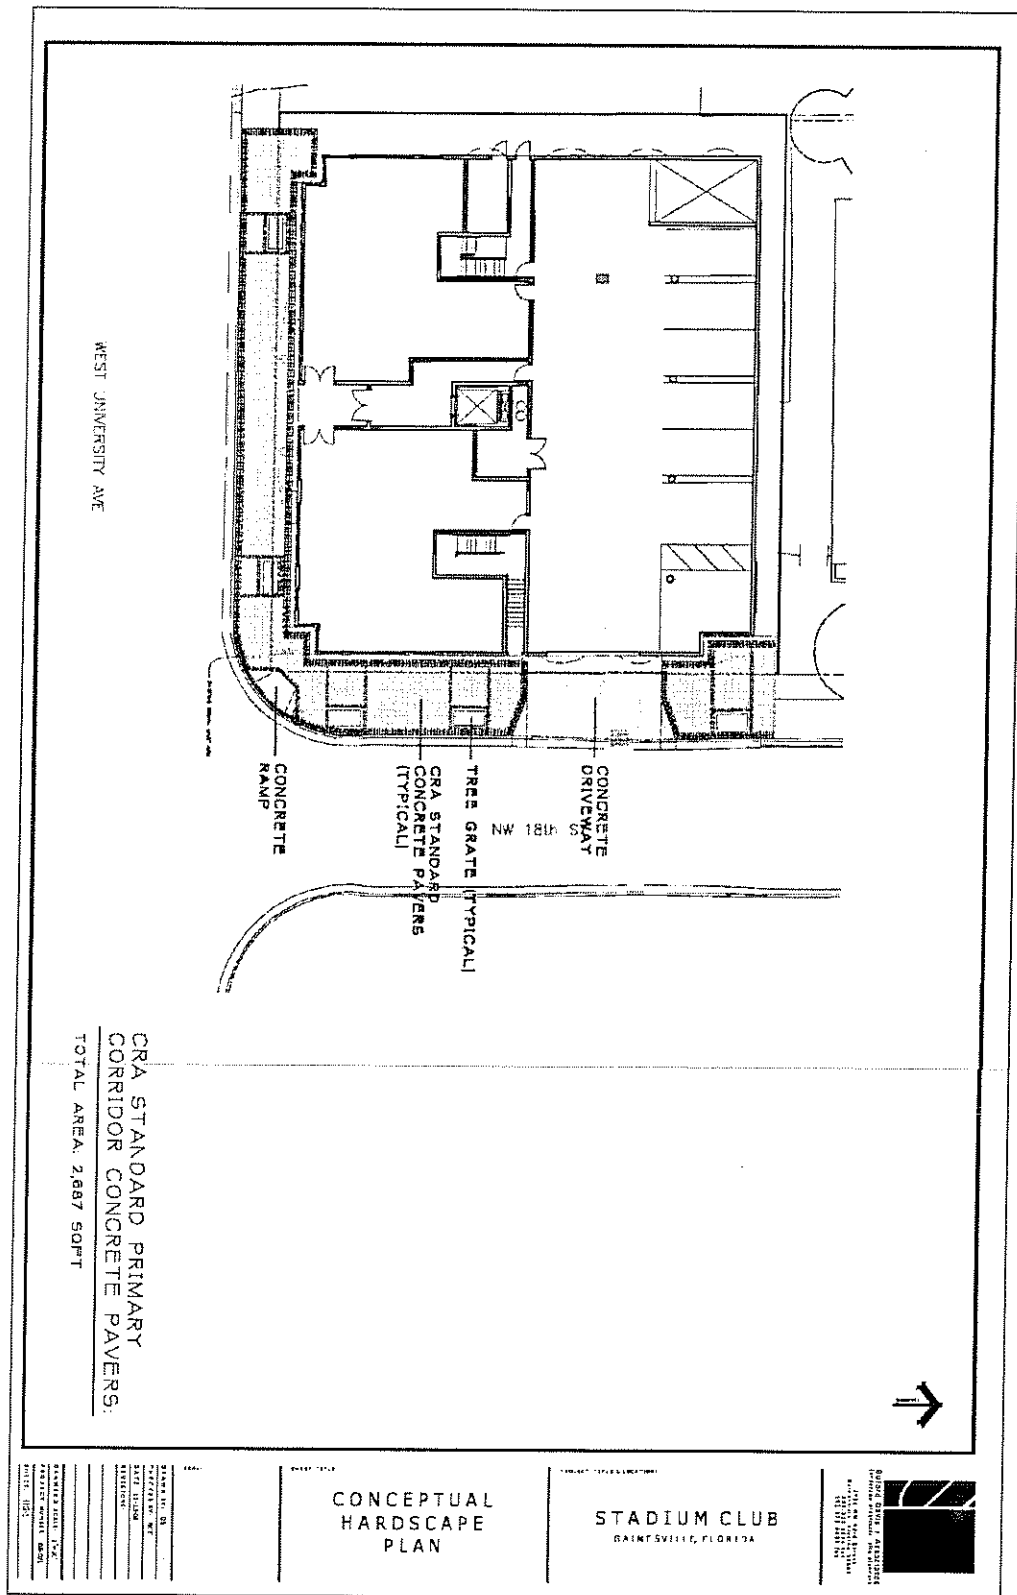 WEST UNIVERSITY AVE
NW 18th S
CONCRETE
DRIVEWAY
TREE GRATE (TYPICAL)
CRA STANDARD
CONCRETE PAVERS
(TYPICAL)
CONCRETE
RAMP
CRA STANDARD PRIMARY
CORRIDOR CONCRETE PAVERS:
TOTAL AREA: 2,687 SQFT
CONCEPTUAL
HARDSCAPE
PLAN
STADIUM CLUB
GAINESVILLE, FLORIDA